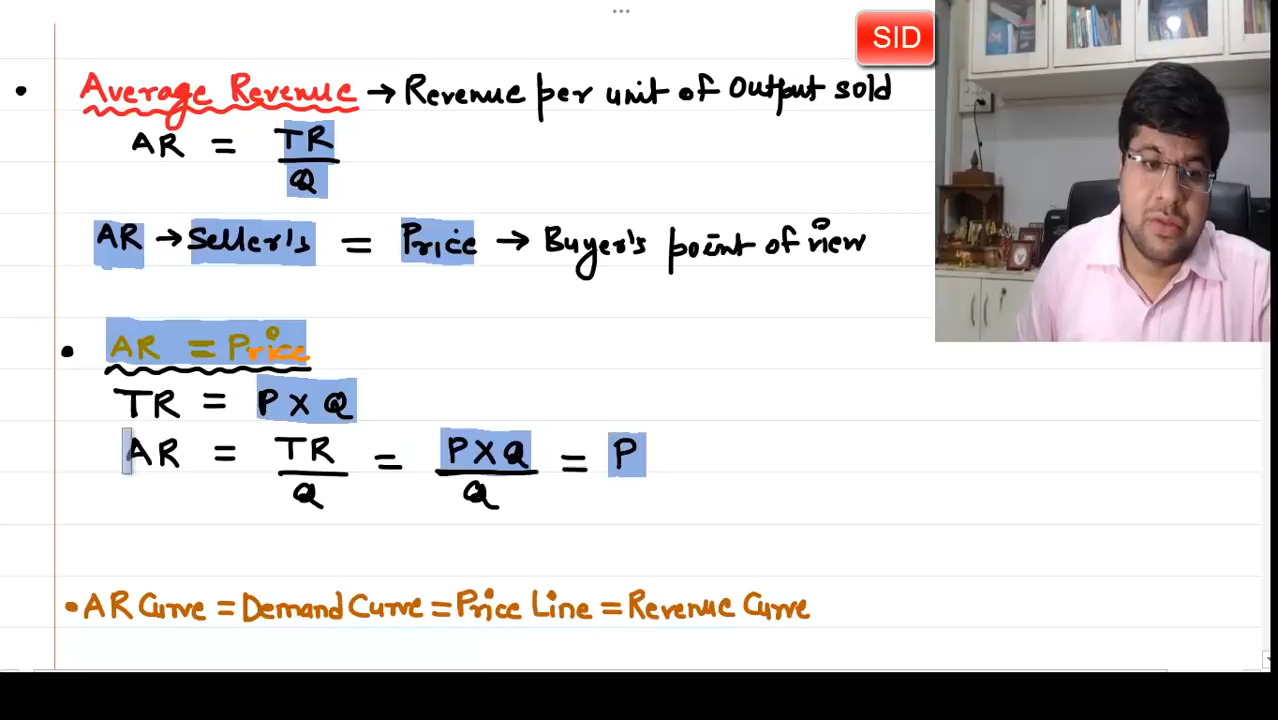 SID
• Average Revenue → Revenue per unit of Output sold
AR = TR/Q
AR → Seller's = Price → Buyer's point of view
• AR = Price
TR = P X Q
AR = TR/Q = P X Q/Q = P
• AR Curve = Demand Curve = Price Line = Revenue Curve